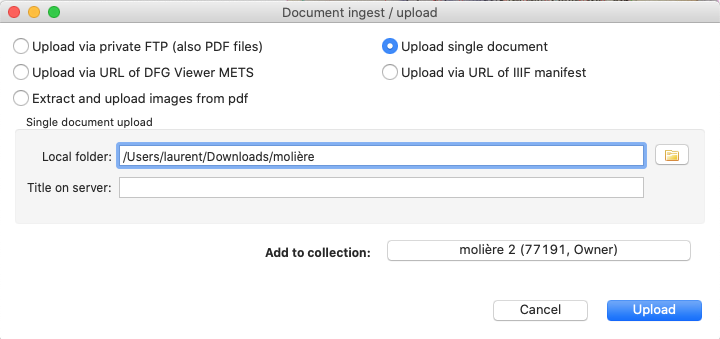 Document ingest / upload
Upload via private FTP (also PDF files)
Upload single document
Upload via URL of DFG Viewer METS
Upload via URL of IIIF manifest
Extract and upload images from pdf
Single document upload
Local folder: /Users/laurent/Downloads/molière
Title on server:
Add to collection: molière 2 (77191, Owner)
Cancel Upload